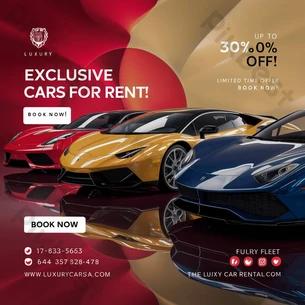 LUXURY
UP TO
30%0%
OFF!
EXCLUSIVE
CARS FOR RENT!
LIMITED TIME OFFER
BOOK NOW!
BOOK NOW!
BOOK NOW
17-633-5653
644 357 528-478
WWW.LUXURYCARSA.COM
FULRY FLEET
THE LUIXY CAR RENTAL.COM